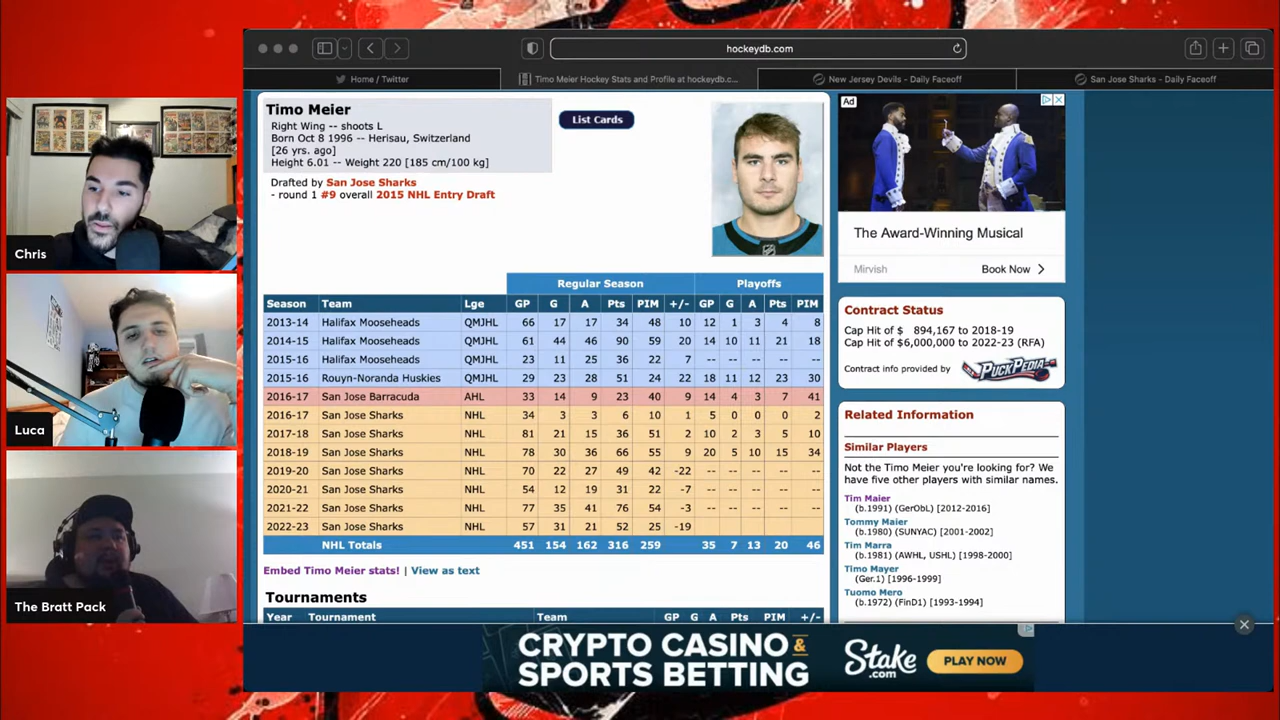 hockeydb.com
Home / Twitter
Timo Meier Hockey Stats and Profile at hockeydb.c...
New Jersey Devils - Daily Faceoff
San Jose Sharks - Daily Faceoff
Timo Meier
Right Wing -- shoots L
Born Oct 8 1996 -- Herisau, Switzerland
[26 yrs. ago]
Height 6.01 -- Weight 220 [185 cm/100 kg]
Drafted by San Jose Sharks
- round 1 #9 overall 2015 NHL Entry Draft
List Cards
Regular Season Playoffs
Season Team Lge GP G A Pts PIM +/- GP G A Pts PIM
2013-14 Halifax Mooseheads QMJHL 66 17 17 34 48 10 12 1 3 4 8
2014-15 Halifax Mooseheads QMJHL 61 44 46 90 59 20 14 10 11 21 18
2015-16 Halifax Mooseheads QMJHL 23 11 25 36 22 7 -- -- -- -- --
2015-16 Rouyn-Noranda Huskies QMJHL 29 23 28 51 24 22 18 11 12 23 30
2016-17 San Jose Barracuda AHL 33 14 9 23 40 9 14 4 3 7 41
2016-17 San Jose Sharks NHL 34 3 3 6 10 1 5 0 0 0 2
2017-18 San Jose Sharks NHL 81 21 15 36 51 2 10 2 3 5 10
2018-19 San Jose Sharks NHL 78 30 36 66 55 9 20 5 10 15 34
2019-20 San Jose Sharks NHL 70 22 27 49 42 -22 -- -- -- -- --
2020-21 San Jose Sharks NHL 54 12 19 31 22 -7 -- -- -- -- --
2021-22 San Jose Sharks NHL 77 35 41 76 54 -3 -- -- -- -- --
2022-23 San Jose Sharks NHL 57 31 21 52 25 -19
NHL Totals 451 154 162 316 259 35 7 13 20 46
Embed Timo Meier stats! | View as text
Tournaments
Year Tournament Team GP G A Pts PIM +/-
Ad
The Award-Winning Musical
Mirvish Book Now
Contract Status
Cap Hit of $ 894,167 to 2018-19
Cap Hit of $6,000,000 to 2022-23 (RFA)
Contract info provided by PUCKPEDIA
Related Information
Similar Players
Not the Timo Meier you're looking for? We
have five other players with similar names.
Tim Maier
(b.1991) (GerObL) [2012-2016]
Tommy Maier
(b.1980) (SUNYAC) [2001-2002]
Tim Marra
(b.1981) (AWHL, USHL) [1998-2000]
Timo Mayer
(Ger.1) [1996-1999]
Tuomo Mero
(b.1972) (FinD1) [1993-1994]
CRYPTO CASINO &
SPORTS BETTING
Stake
.com
PLAY NOW
Chris
Luca
The Bratt Pack